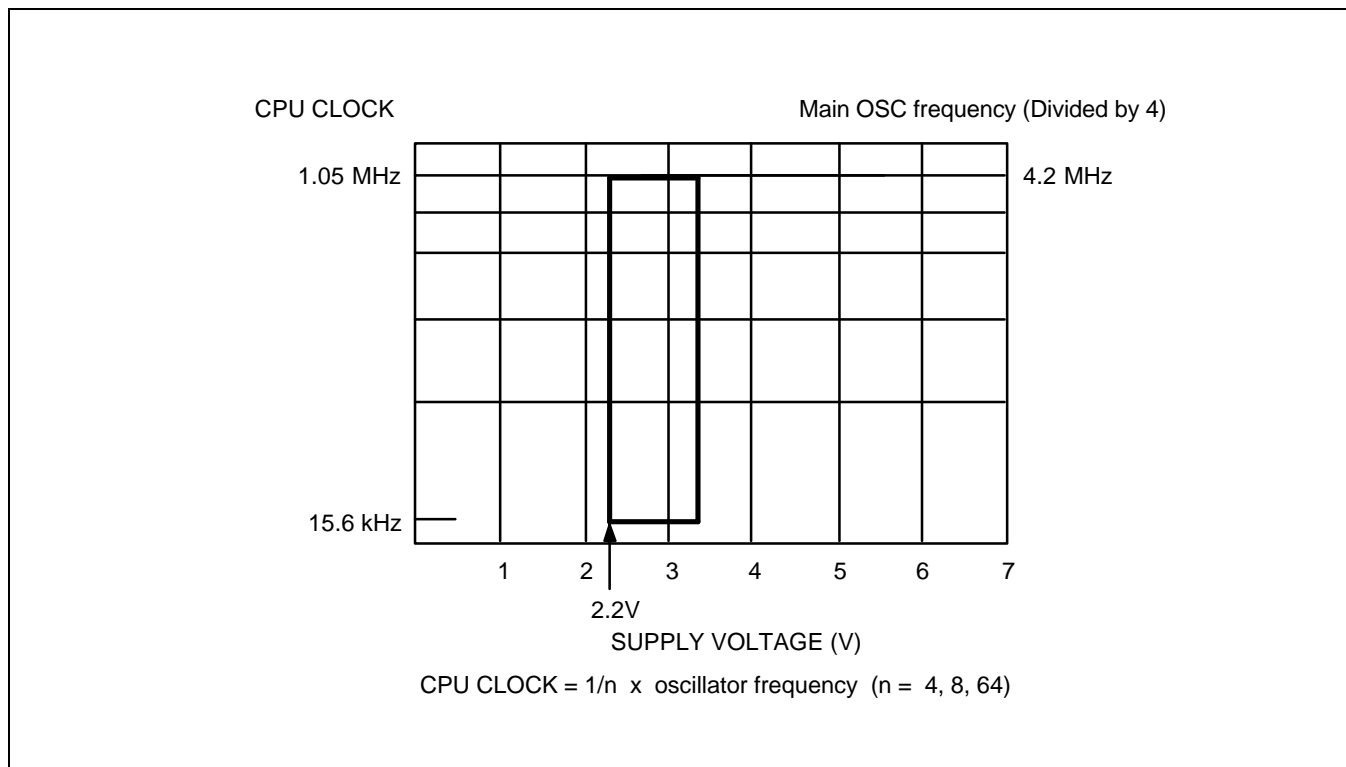 CPU CLOCK
Main OSC frequency (Divided by 4)
1.05 MHz
4.2 MHz
15.6 kHz
1 2 3 4 5 6 7
2.2V
SUPPLY VOLTAGE (V)
CPU CLOCK = 1/n x oscillator frequency (n = 4, 8, 64)